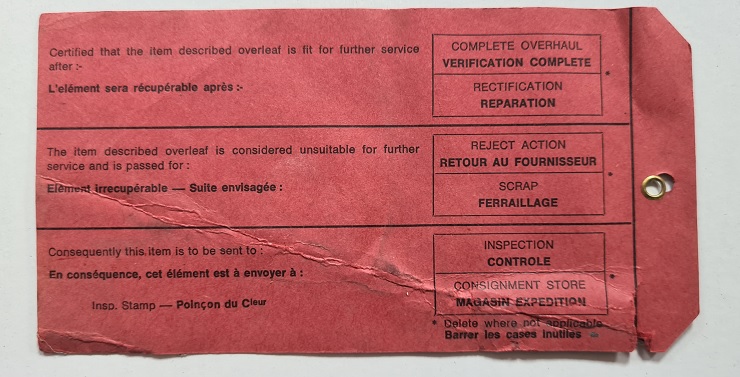 Certified that the item described overleaf is fit for further service
after :-
L'elément sera récupérable après :-
COMPLETE OVERHAUL
VERIFICATION COMPLETE
*
RECTIFICATION
REPARATION
The item described overleaf is considered unsuitable for further
service and is passed for :
Elément irrecupérable — Suite envisagée :
REJECT ACTION
RETOUR AU FOURNISSEUR
*
SCRAP
FERRAILLAGE
Consequently this item is to be sent to :
En conséquence, cet élément est à envoyer à :
Insp. Stamp — Poinçon du Cleur
INSPECTION
CONTROLE
*
CONSIGNMENT STORE
MAGASIN EXPEDITION
* Delete where not applicable
Barrer les cases inutiles